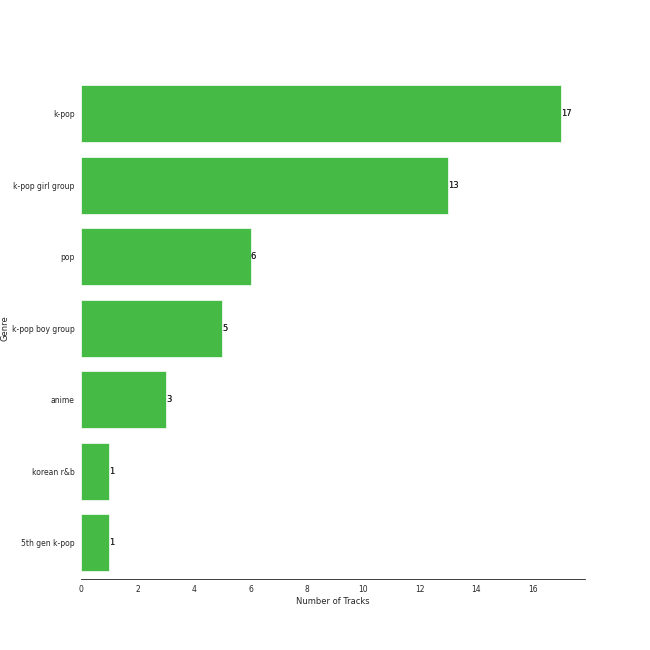 k-pop 17
k-pop girl group 13
pop 6
k-pop boy group 5
anime 3
korean r&b 1
5th gen k-pop 1
Genre
0 2 4 6 8 10 12 14 16
Number of Tracks